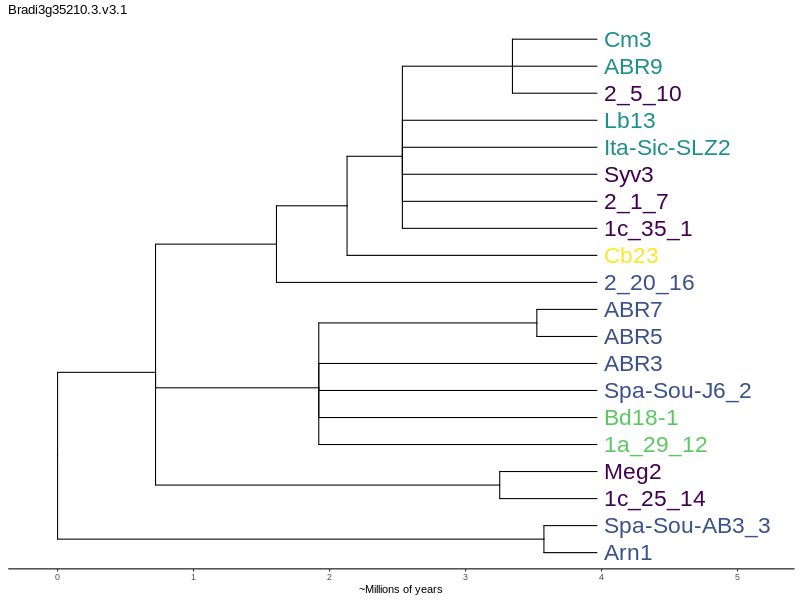 Bradi3g35210.3.v3.1
Cm3
ABR9
2_5_10
Lb13
Ita-Sic-SLZ2
Syv3
2_1_7
1c_35_1
Cb23
2_20_16
ABR7
ABR5
ABR3
Spa-Sou-J6_2
Bd18-1
1a_29_12
Meg2
1c_25_14
Spa-Sou-AB3_3
Arn1
0 1 2 3 4 5
~Millions of years